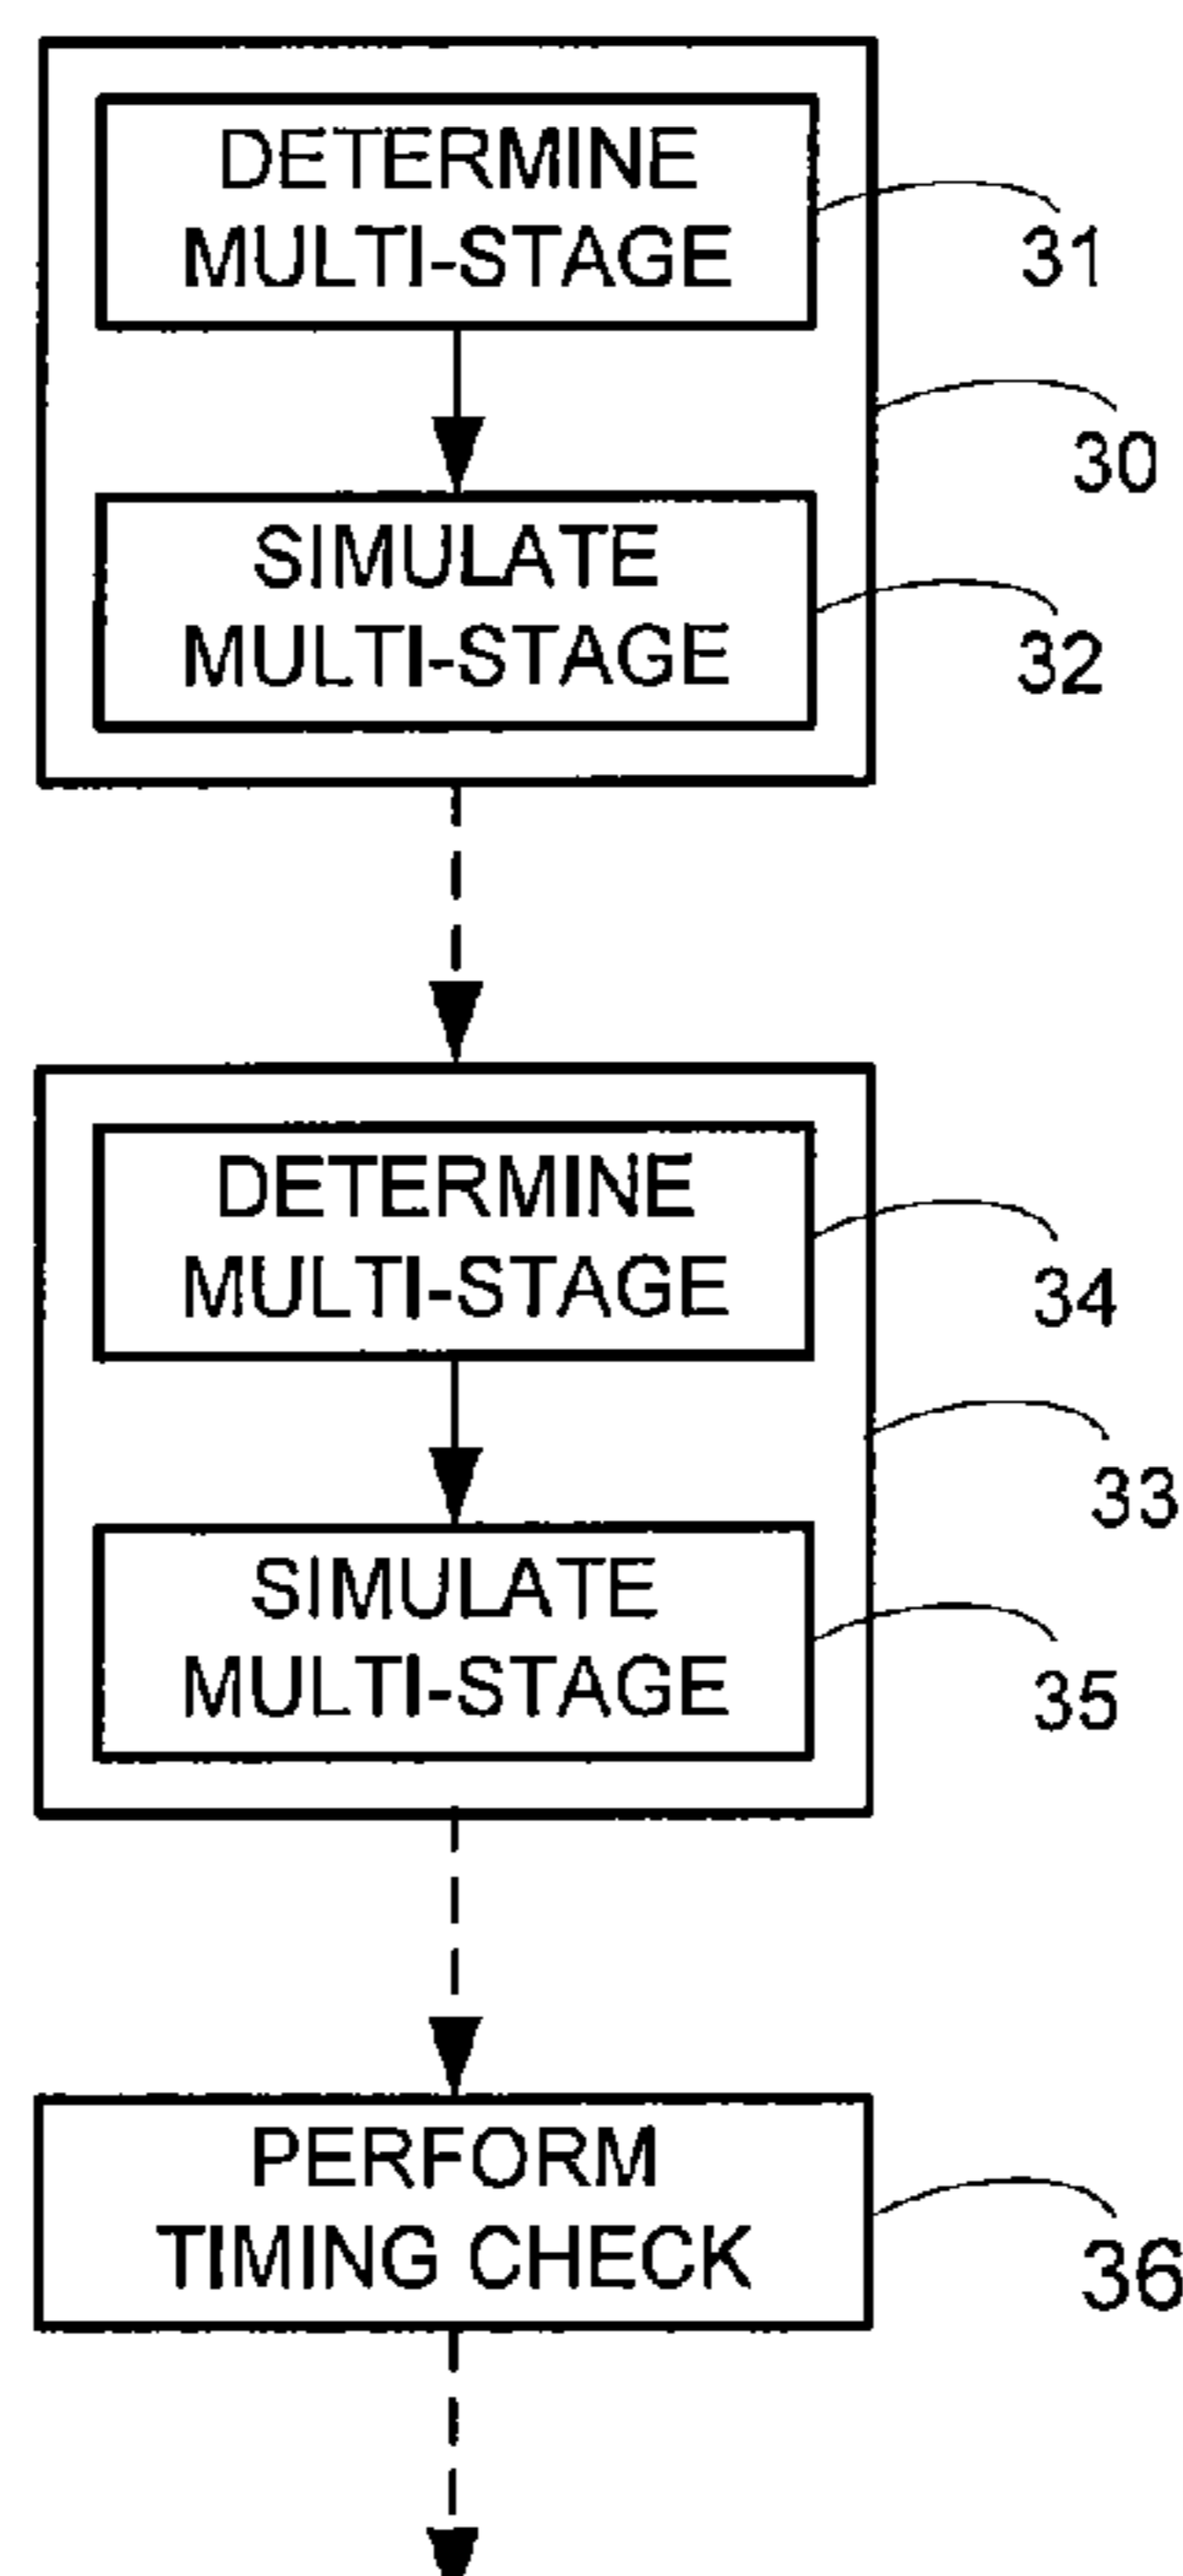 DETERMINE
MULTI-STAGE
31
30
SIMULATE
MULTI-STAGE
32
DETERMINE
MULTI-STAGE
34
33
SIMULATE
MULTI-STAGE
35
PERFORM
TIMING CHECK
36